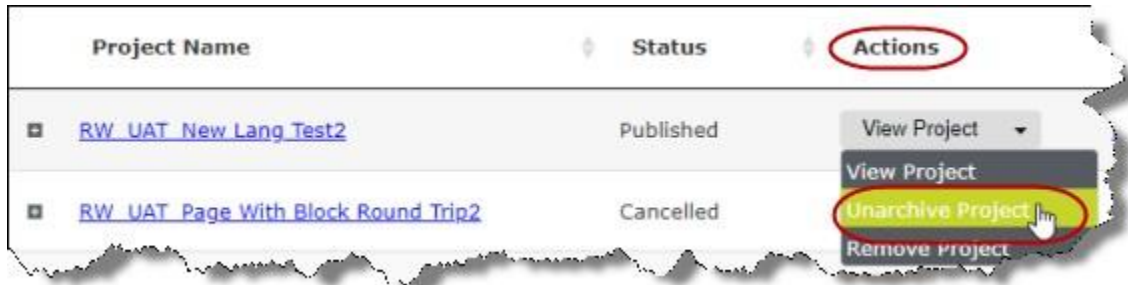 Project Name Status Actions
RW_UAT_New Lang Test2 Published View Project
View Project
RW_UAT_Page With Block Round Trip2 Cancelled Unarchive Project
Remove Project